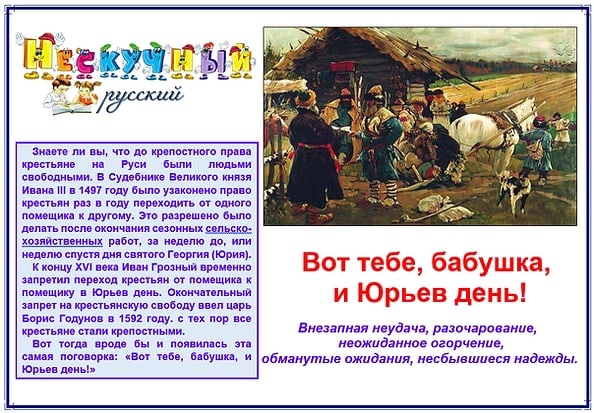 Нескучный
русский
Знаете ли вы, что до крепостного права
крестьяне на Руси были людьми
свободными. В Судебнике Великого князя
Ивана III в 1497 году было узаконено право
крестьян раз в году переходить от одного
помещика к другому. Это разрешено было
делать после окончания сезонных сельско-
хозяйственных работ, за неделю до, или
неделю спустя дня святого Георгия (Юрия).
К концу XVI века Иван Грозный временно
запретил переход крестьян от помещика к
помещику в Юрьев день. Окончательный
запрет на крестьянскую свободу ввел царь
Борис Годунов в 1592 году. с тех пор все
крестьяне стали крепостными.
Вот тогда вроде бы и появилась эта
самая поговорка: «Вот тебе, бабушка, и
Юрьев день!»
Вот тебе, бабушка,
и Юрьев день!
Внезапная неудача, разочарование,
неожиданное огорчение,
обманутые ожидания, несбывшиеся надежды.